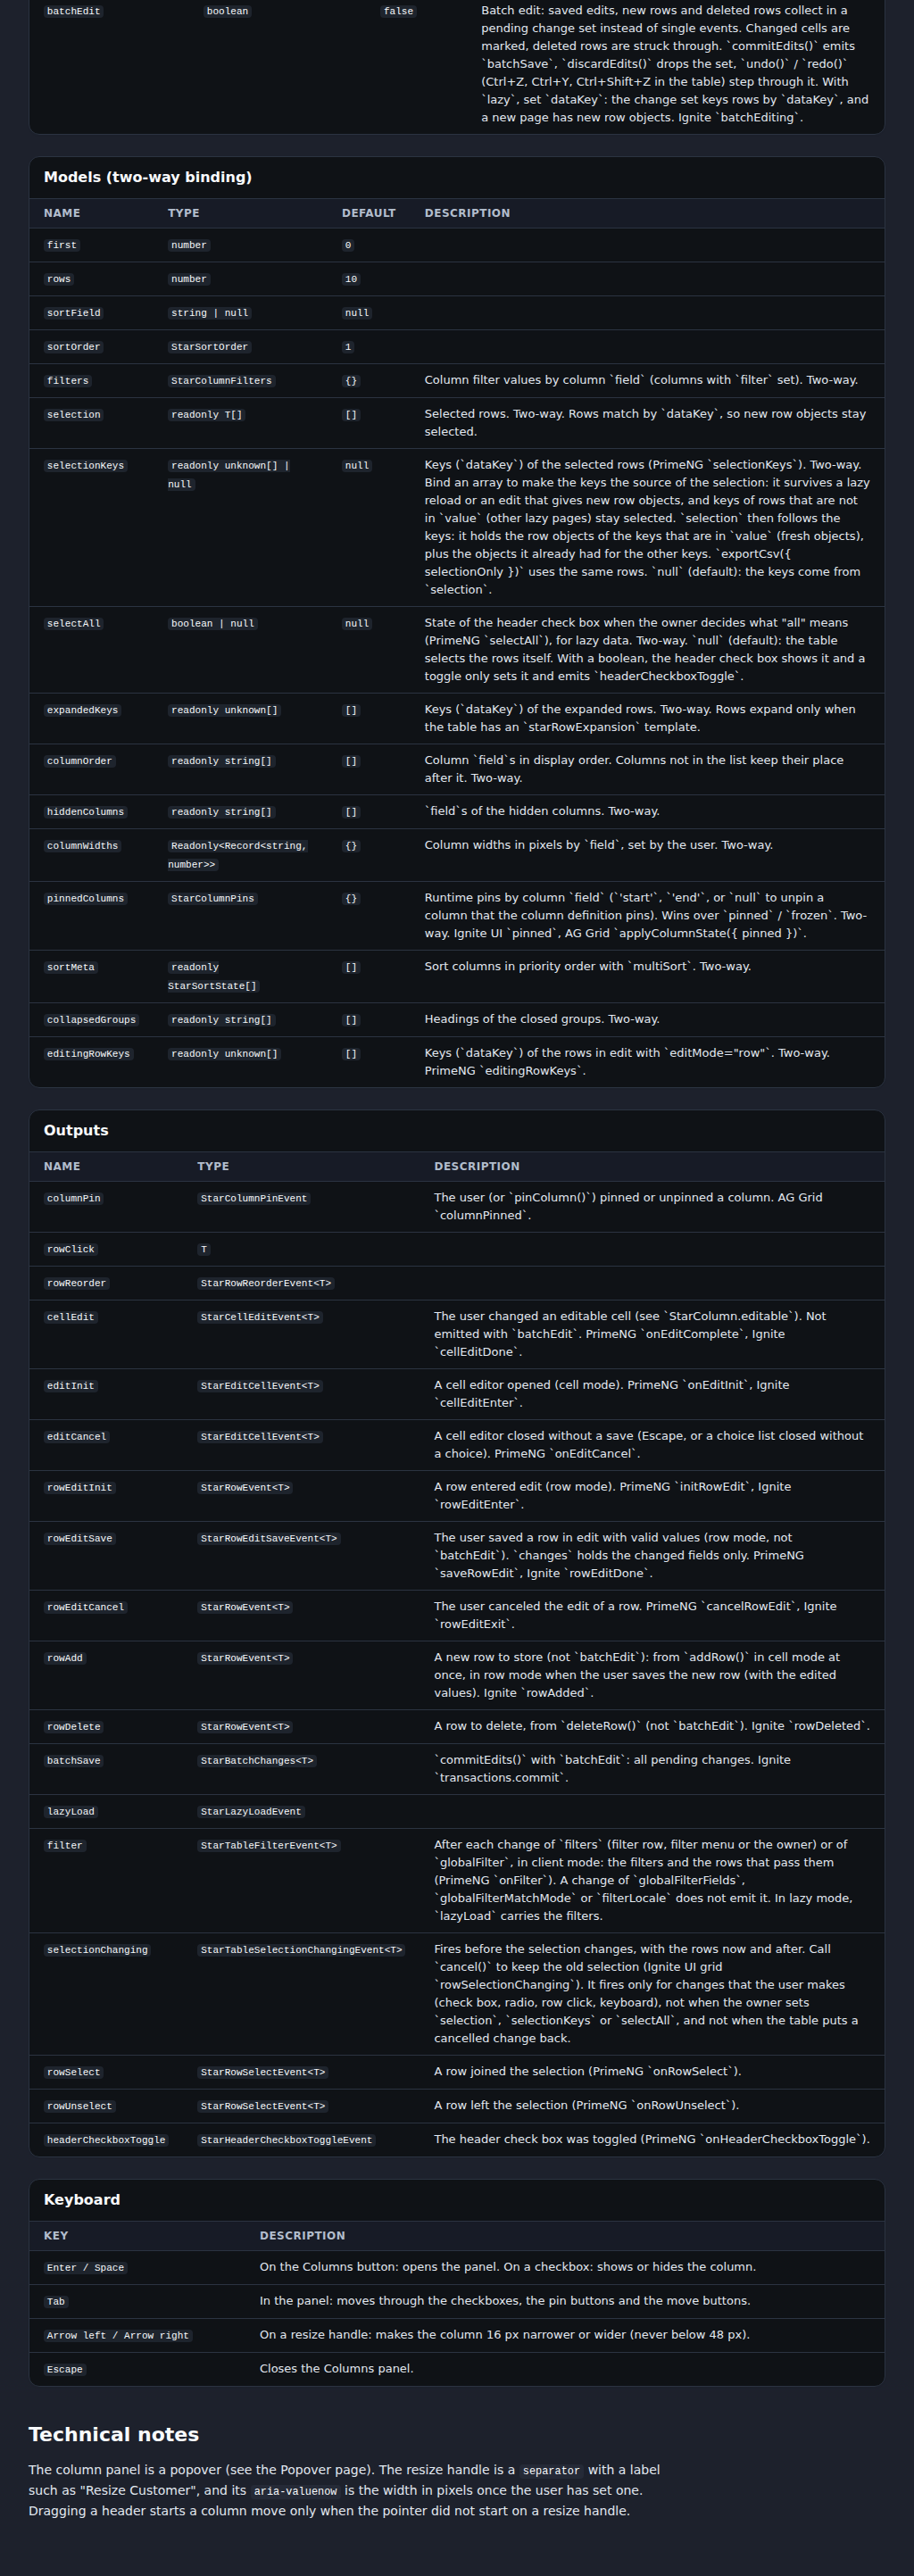 batchEdit boolean false Batch edit: saved edits, new rows and deleted rows collect in a
pending change set instead of single events. Changed cells are
marked, deleted rows are struck through. `commitEdits()` emits
`batchSave`, `discardEdits()` drops the set, `undo()` / `redo()`
(Ctrl+Z, Ctrl+Y, Ctrl+Shift+Z in the table) step through it. With
`lazy`, set `dataKey`: the change set keys rows by `dataKey`, and
a new page has new row objects. Ignite `batchEditing`.
Models (two-way binding)
NAME TYPE DEFAULT DESCRIPTION
first number 0
rows number 10
sortField string | null null
sortOrder StarSortOrder 1
filters StarColumnFilters {} Column filter values by column `field` (columns with `filter` set). Two-way.
selection readonly T[] [] Selected rows. Two-way. Rows match by `dataKey`, so new row objects stay
selected.
selectionKeys readonly unknown[] | null Keys (`dataKey`) of the selected rows (PrimeNG `selectionKeys`). Two-way.
null Bind an array to make the keys the source of the selection: it survives a lazy
reload or an edit that gives new row objects, and keys of rows that are not
in `value` (other lazy pages) stay selected. `selection` then follows the
keys: it holds the row objects of the keys that are in `value` (fresh objects),
plus the objects it already had for the other keys. `exportCsv({
selectionOnly })` uses the same rows. `null` (default): the keys come from
`selection`.
selectAll boolean | null null State of the header check box when the owner decides what "all" means
(PrimeNG `selectAll`), for lazy data. Two-way. `null` (default): the table
selects the rows itself. With a boolean, the header check box shows it and a
toggle only sets it and emits `headerCheckboxToggle`.
expandedKeys readonly unknown[] [] Keys (`dataKey`) of the expanded rows. Two-way. Rows expand only when
the table has an `starRowExpansion` template.
columnOrder readonly string[] [] Column `field`s in display order. Columns not in the list keep their place
after it. Two-way.
hiddenColumns readonly string[] [] `field`s of the hidden columns. Two-way.
columnWidths Readonly<Record<string, {} Column widths in pixels by `field`, set by the user. Two-way.
number>>
pinnedColumns StarColumnPins {} Runtime pins by column `field` (`'start'`, `'end'`, or `null` to unpin a
column that the column definition pins). Wins over `pinned` / `frozen`. Two-
way. Ignite UI `pinned`, AG Grid `applyColumnState({ pinned })`.
sortMeta readonly [] Sort columns in priority order with `multiSort`. Two-way.
StarSortState[]
collapsedGroups readonly string[] [] Headings of the closed groups. Two-way.
editingRowKeys readonly unknown[] [] Keys (`dataKey`) of the rows in edit with `editMode="row"`. Two-way.
PrimeNG `editingRowKeys`.
Outputs
NAME TYPE DESCRIPTION
columnPin StarColumnPinEvent The user (or `pinColumn()`) pinned or unpinned a column. AG Grid
`columnPinned`.
rowClick T
rowReorder StarRowReorderEvent<T>
cellEdit StarCellEditEvent<T> The user changed an editable cell (see `StarColumn.editable`). Not
emitted with `batchEdit`. PrimeNG `onEditComplete`, Ignite
`cellEditDone`.
editInit StarEditCellEvent<T> A cell editor opened (cell mode). PrimeNG `onEditInit`, Ignite
`cellEditEnter`.
editCancel StarEditCellEvent<T> A cell editor closed without a save (Escape, or a choice list closed without
a choice). PrimeNG `onEditCancel`.
rowEditInit StarRowEvent<T> A row entered edit (row mode). PrimeNG `initRowEdit`, Ignite
`rowEditEnter`.
rowEditSave StarRowEditSaveEvent<T> The user saved a row in edit with valid values (row mode, not
`batchEdit`). `changes` holds the changed fields only. PrimeNG
`saveRowEdit`, Ignite `rowEditDone`.
rowEditCancel StarRowEvent<T> The user canceled the edit of a row. PrimeNG `cancelRowEdit`, Ignite
`rowEditExit`.
rowAdd StarRowEvent<T> A new row to store (not `batchEdit`): from `addRow()` in cell mode at
once, in row mode when the user saves the new row (with the edited
values). Ignite `rowAdded`.
rowDelete StarRowEvent<T> A row to delete, from `deleteRow()` (not `batchEdit`). Ignite `rowDeleted`.
batchSave StarBatchChanges<T> `commitEdits()` with `batchEdit`: all pending changes. Ignite
`transactions.commit`.
lazyLoad StarLazyLoadEvent
filter StarTableFilterEvent<T> After each change of `filters` (filter row, filter menu or the owner) or of
`globalFilter`, in client mode: the filters and the rows that pass them
(PrimeNG `onFilter`). A change of `globalFilterFields`,
`globalFilterMatchMode` or `filterLocale` does not emit it. In lazy mode,
`lazyLoad` carries the filters.
selectionChanging StarTableSelectionChangingEvent<T> Fires before the selection changes, with the rows now and after. Call
`cancel()` to keep the old selection (Ignite UI grid
`rowSelectionChanging`). It fires only for changes that the user makes
(check box, radio, row click, keyboard), not when the owner sets
`selection`, `selectionKeys` or `selectAll`, and not when the table puts a
cancelled change back.
rowSelect StarRowSelectEvent<T> A row joined the selection (PrimeNG `onRowSelect`).
rowUnselect StarRowSelectEvent<T> A row left the selection (PrimeNG `onRowUnselect`).
headerCheckboxToggle StarHeaderCheckboxToggleEvent The header check box was toggled (PrimeNG `onHeaderCheckboxToggle`).
Keyboard
KEY DESCRIPTION
Enter / Space On the Columns button: opens the panel. On a checkbox: shows or hides the column.
Tab In the panel: moves through the checkboxes, the pin buttons and the move buttons.
Arrow left / Arrow right On a resize handle: makes the column 16 px narrower or wider (never below 48 px).
Escape Closes the Columns panel.
Technical notes
The column panel is a popover (see the Popover page). The resize handle is a separator with a label
such as "Resize Customer", and its aria-valuenow is the width in pixels once the user has set one.
Dragging a header starts a column move only when the pointer did not start on a resize handle.